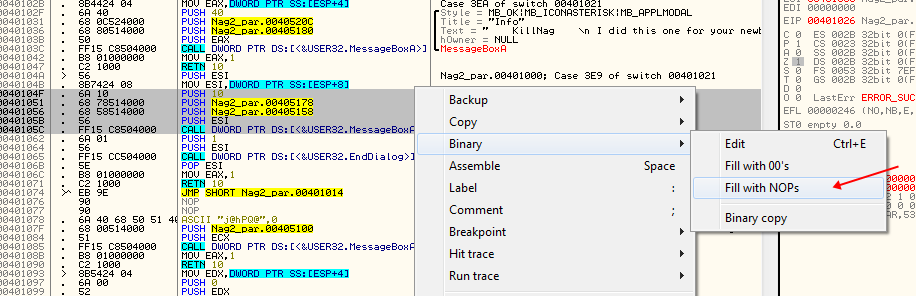 0040102B . 8B4424 04 MOV EAX,DWORD PTR SS:[ESP+4] Case 3EA of switch 00401021
0040102F . 6A 40 PUSH 40 Style = MB_OK|MB_ICONASTERISK|MB_APPLMODAL
00401031 . 68 0C524000 PUSH Nag2_par.0040520C Title = "Info"
00401036 . 68 80514000 PUSH Nag2_par.00405180 Text = " KillNag \n I did this one for your newb
0040103B . 50 PUSH EAX hOwner = NULL
0040103C . FF15 C8504000 CALL DWORD PTR DS:[<&USER32.MessageBoxA>] MessageBoxA
00401042 . B8 01000000 MOV EAX,1
00401047 . C2 1000 RETN 10
0040104A > 56 PUSH ESI Nag2_par.00401000; Case 3E9 of switch 00401021
0040104B . 8B7424 08 MOV ESI,DWORD PTR SS:[ESP+8]
0040104F . 6A 10 PUSH 10
00401051 . 68 78514000 PUSH Nag2_par.00405178
00401056 . 68 58514000 PUSH Nag2_par.00405158
0040105B . 56 PUSH ESI
0040105C . FF15 C8504000 CALL DWORD PTR DS:[<&USER32.MessageBoxA
00401062 . 6A 01 PUSH 1
00401064 . 56 PUSH ESI
00401065 . FF15 CC504000 CALL DWORD PTR DS:[<&USER32.EndDialog>]
0040106B . 5E POP ESI
0040106C . B8 01000000 MOV EAX,1
00401071 . C2 1000 RETN 10
00401074 > EB 9E JMP SHORT Nag2_par.00401014
00401076 90 NOP
00401077 90 NOP
00401078 . 6A 40 68 50 51 40 ASCII "j@hPQ@",0
0040107F . 68 00514000 PUSH Nag2_par.00405100
00401084 . 51 PUSH ECX
00401085 . FF15 C8504000 CALL DWORD PTR DS:[<&USER32.MessageBoxA
0040108B . B8 01000000 MOV EAX,1
00401090 . C2 1000 RETN 10
00401093 > 8B5424 04 MOV EDX,DWORD PTR SS:[ESP+4]
00401097 . 6A 00 PUSH 0
00401099 . 52 PUSH EDX
Backup
Copy
Binary
Assemble Space
Label :
Comment ;
Breakpoint
Hit trace
Run trace
Edit Ctrl+E
Fill with 00's
Fill with NOPs
Binary copy
EDI 00000000
EIP 00401026 Nag2_par.
C 0 ES 002B 32bit 0(F
P 1 CS 0023 32bit 0(F
A 0 SS 002B 32bit 0(F
Z 1 DS 002B 32bit 0(F
S 0 FS 0053 32bit 7EF
T 0 GS 002B 32bit 0(F
D 0
O 0 LastErr ERROR_SUC
EFL 00000246 (NO,NB,E,
ST0 empty 0.0